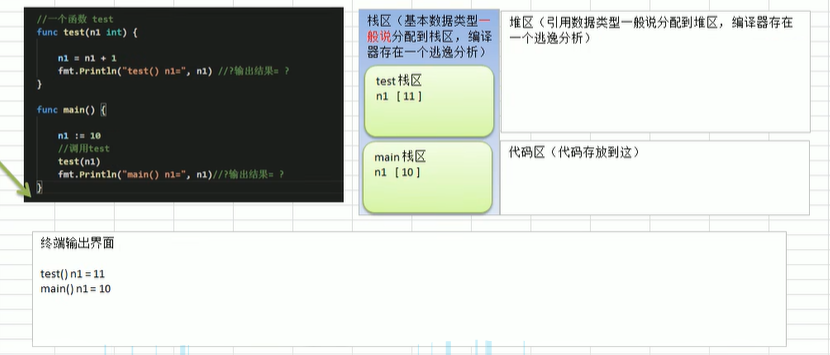 //一个函数 test
func test(n1 int) {
n1 = n1 + 1
fmt.Println("test() n1=", n1) //?输出结果= ?
}
func main() {
n1 := 10
//调用test
test(n1)
fmt.Println("main() n1=", n1)//?输出结果= ?
}
栈区（基本数据类型一
般说分配到栈区，编译
器存在一个逃逸分析）
test 栈区
n1 [ 11 ]
main 栈区
n1 [ 10 ]
堆区（引用数据类型一般说分配到堆区，编译器存在
一个逃逸分析）
代码区（代码存放到这）
终端输出界面
test() n1 = 11
main() n1 = 10